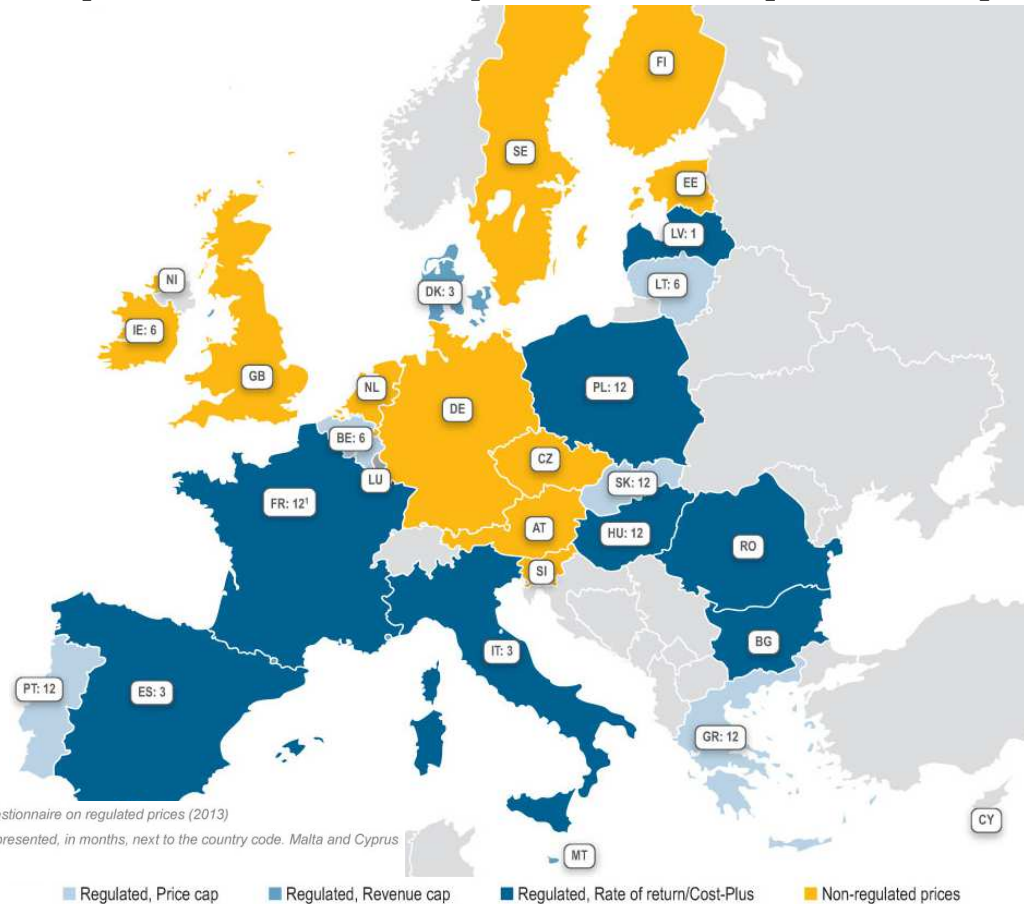 FI
SE
EE
LV: 1
LT: 6
NI
DK: 3
IE: 6
GB
NL
PL: 12
DE
BE: 6
CZ
LU
SK: 12
FR: 12¹
AT
HU: 12
RO
SI
BG
IT: 3
PT: 12
ES: 3
GR: 12
estionnaire on regulated prices (2013)
CY
presented, in months, next to the country code. Malta and Cyprus
MT
Regulated, Price cap
Regulated, Revenue cap
Regulated, Rate of return/Cost-Plus
Non-regulated prices